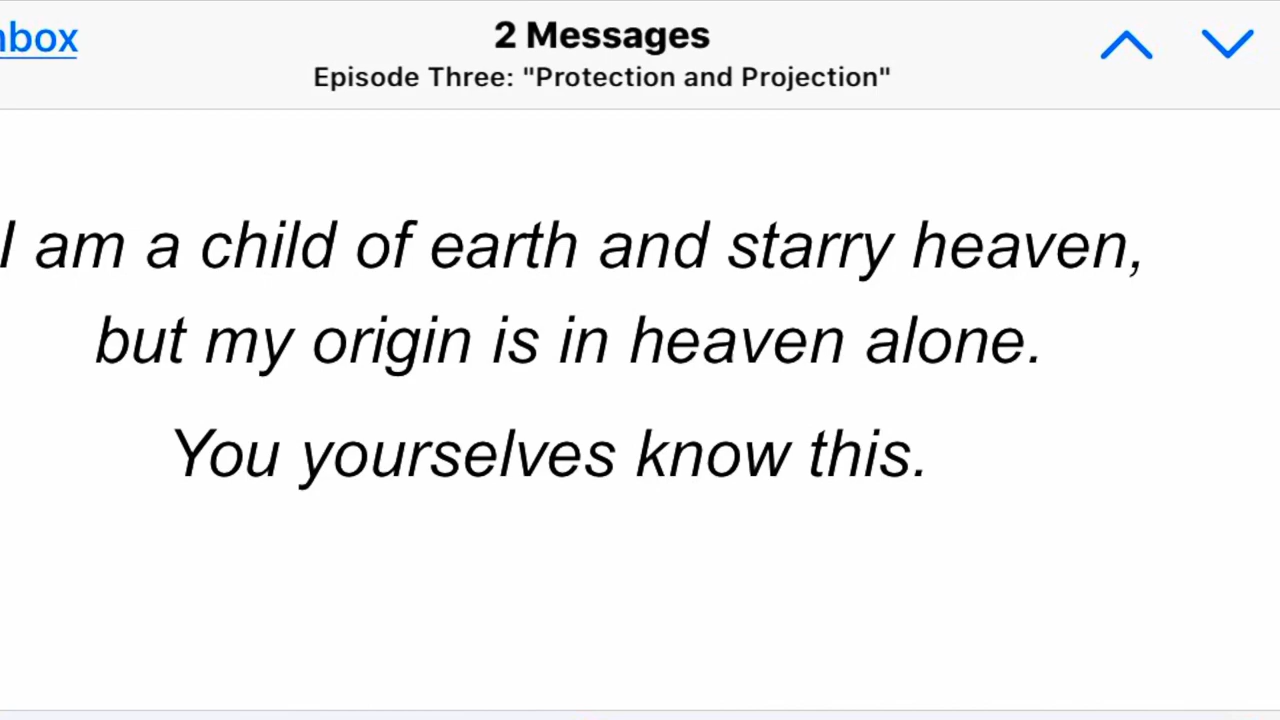 nbox
2 Messages
Episode Three: "Protection and Projection"
I am a child of earth and starry heaven,
but my origin is in heaven alone.
You yourselves know this.